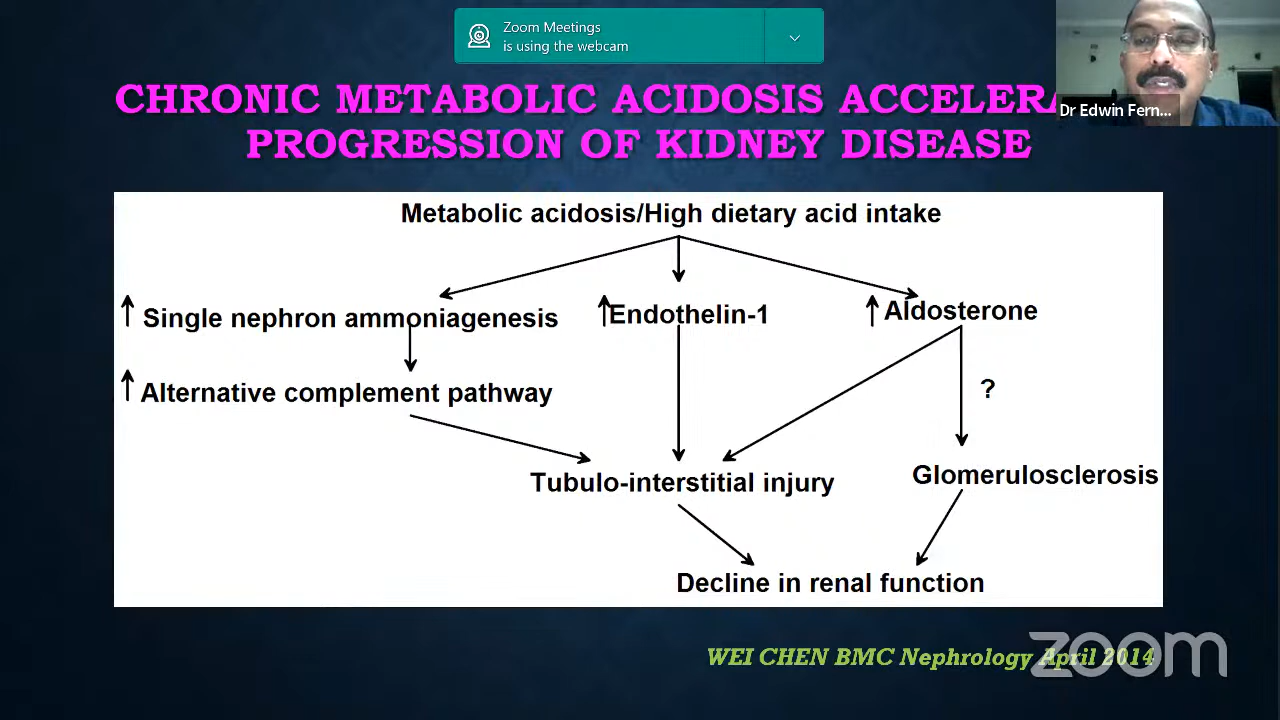 Zoom Meetings
is using the webcam
CHRONIC METABOLIC ACIDOSIS
PROGRESSION OF KIDNEY DISEASE
Dr Edwin Fern...
Metabolic acidosis/High dietary acid intake
↑ Single nephron ammoniagenesis
↑ Endothelin-1
↑ Aldosterone
↑ Alternative complement pathway
?
Tubulo-interstitial injury
Glomerulosclerosis
Decline in renal function
WEI CHEN BMC Nephrology April 2014
zoom